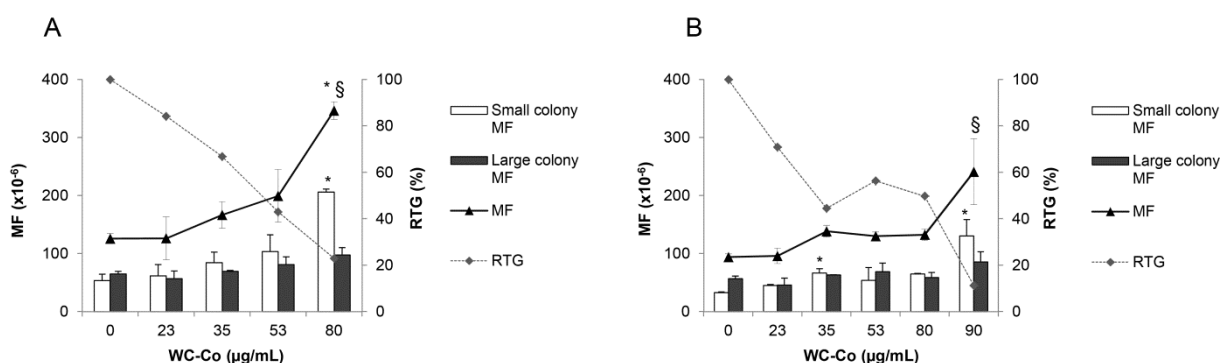 A
MF (x10-6)
400
300
200
100
0
0 23 35 53 80
WC-Co (µg/mL)
100
80
60
40
20
0
RTG (%)
* §
*
Small colony
MF
Large colony
MF
MF
RTG
B
MF (x10-6)
400
300
200
100
0
0 23 35 53 80 90
WC-Co (µg/mL)
100
80
60
40
20
0
RTG (%)
§
*
*
Small colony
MF
Large colony
MF
MF
RTG